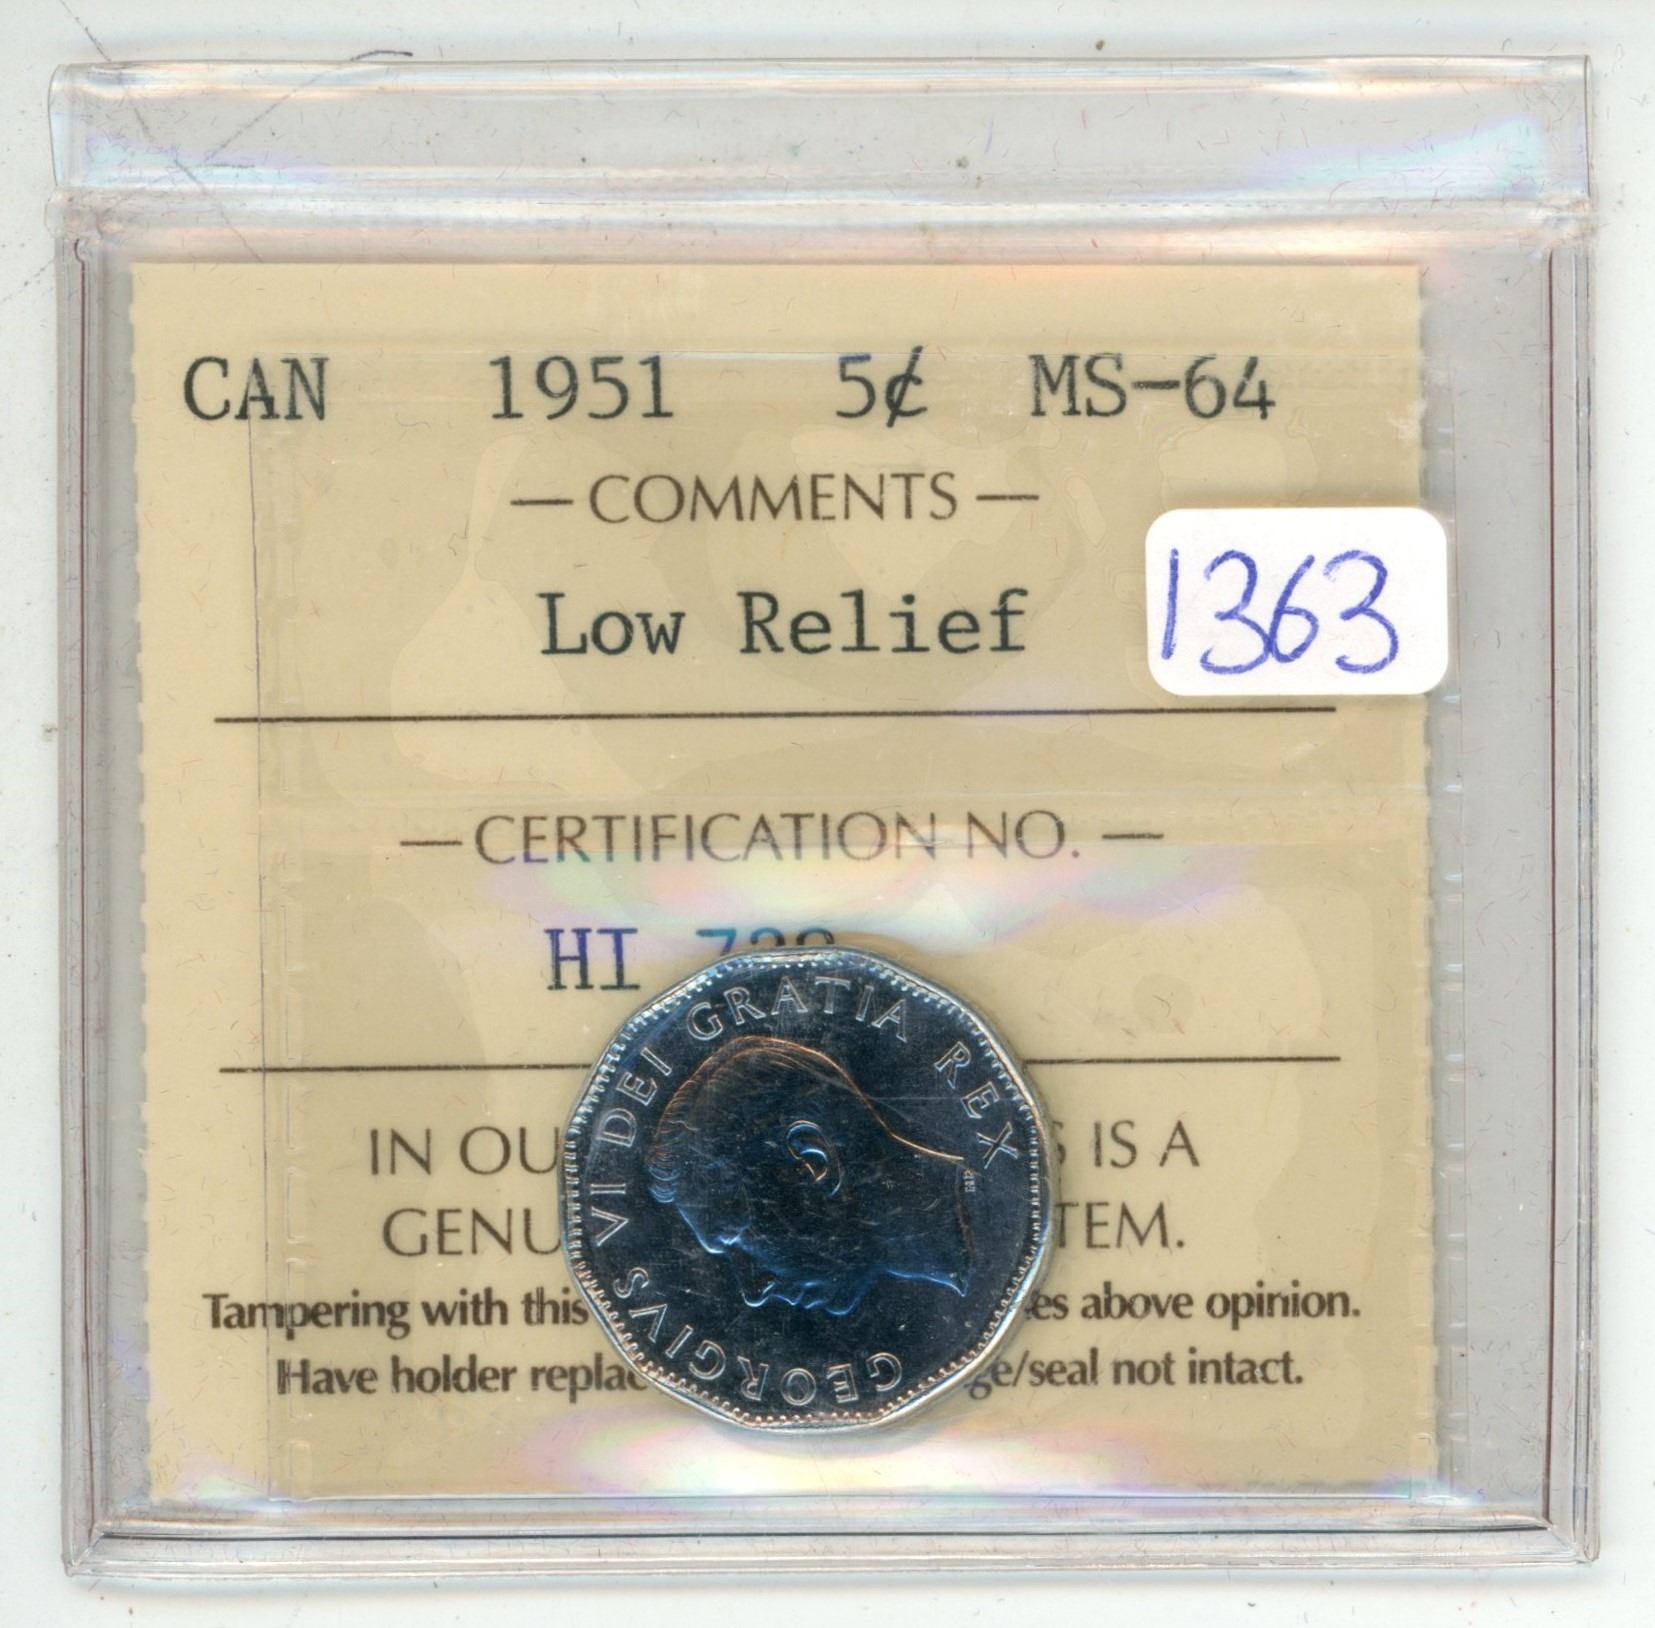 CAN 1951 5¢ MS-64
— COMMENTS —
Low Relief
1363
— CERTIFICATION NO. —
HI
GEORGIVS VI DEI GRATIA REX
HP
IN OU IS A
GENU TEM.
Tampering with this es above opinion.
Have holder replac ge/seal not intact.